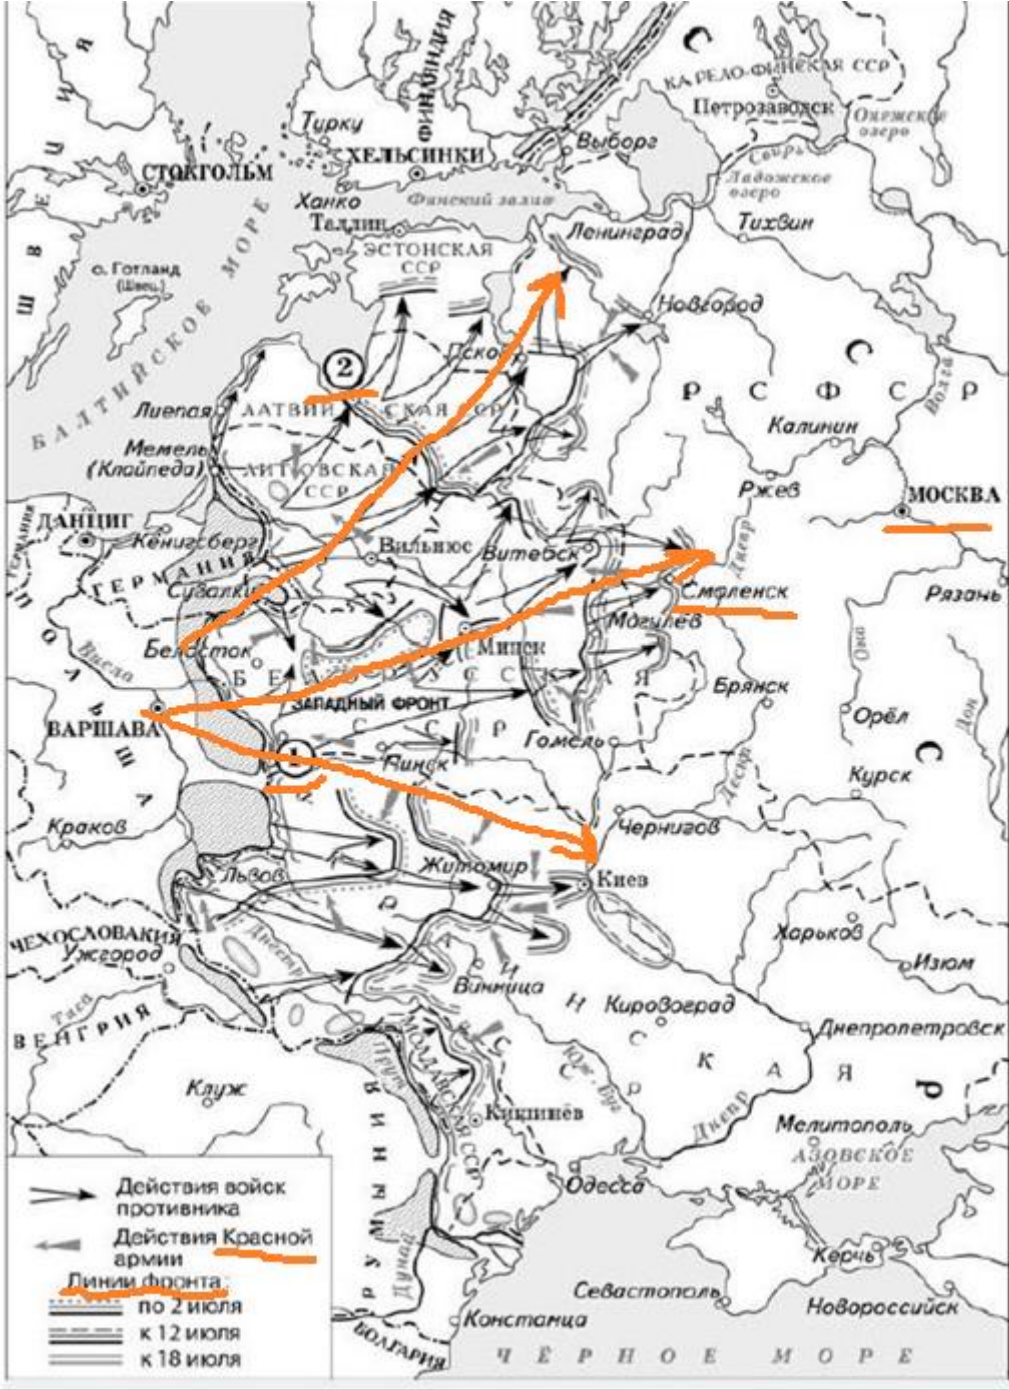 ШВЕЦИЯ
СТОКГОЛЬМ
о. Готланд
(Швец.)
БАЛТИЙСКОЕ МОРЕ
Турку
ФИНЛЯНДИЯ
ХЕЛЬСИНКИ
Ханко
Финский залив
Выборг
КАРЕЛО-ФИНСКАЯ ССР
Петрозаводск
Онежское
озеро
Свирь
Ладожское
озеро
Таллин
ЭСТОНСКАЯ
ССР
Ленинград
Тихвин
Новгород
Псков
2
С С С Р
Р С Ф С Р
Волга
Лиепая
ЛАТВИЙСКАЯ ССР
Калинин
Мемель
(Клайпеда)
ЛИТОВСКАЯ
ССР
Ржев
МОСКВА
ГЕРМАНИЯ
ДАНЦИГ
Кёнигсберг
ГЕРМАНИЯ
Вильнюс
Витебск
Днепр
Сувалки
Смоленск
Рязань
Могилёв
Ока
ПОЛЬША
Белосток
Минск
Висла
БЕЛОРУССКАЯ
ССР
ЗАПАДНЫЙ ФРОНТ
Брянск
ВАРШАВА
Орёл
Дон
Гомель
1
Пинск
Десна
Курск
Краков
Чернигов
Житомир
Киев
Львов
ЧЕХОСЛОВАКИЯ
Ужгород
Днестр
Харьков
Изюм
Винница
Тиса
ВЕНГРИЯ
Кировоград
Днепропетровск
УКРАИНСКАЯ
Прут
МОЛДАВСКАЯ ССР
Юж. Буг
Клуж
Кишинёв
Днепр
Мелитополь
АЗОВСКОЕ
МОРЕ
РУМЫНИЯ
Одесса
Дунай
Керчь
Севастополь
Новороссийск
Констанца
БОЛГАРИЯ
ЧЁРНОЕ МОРЕ
Действия войск
противника
Действия Красной
армии
Линии фронта:
по 2 июля
к 12 июля
к 18 июля